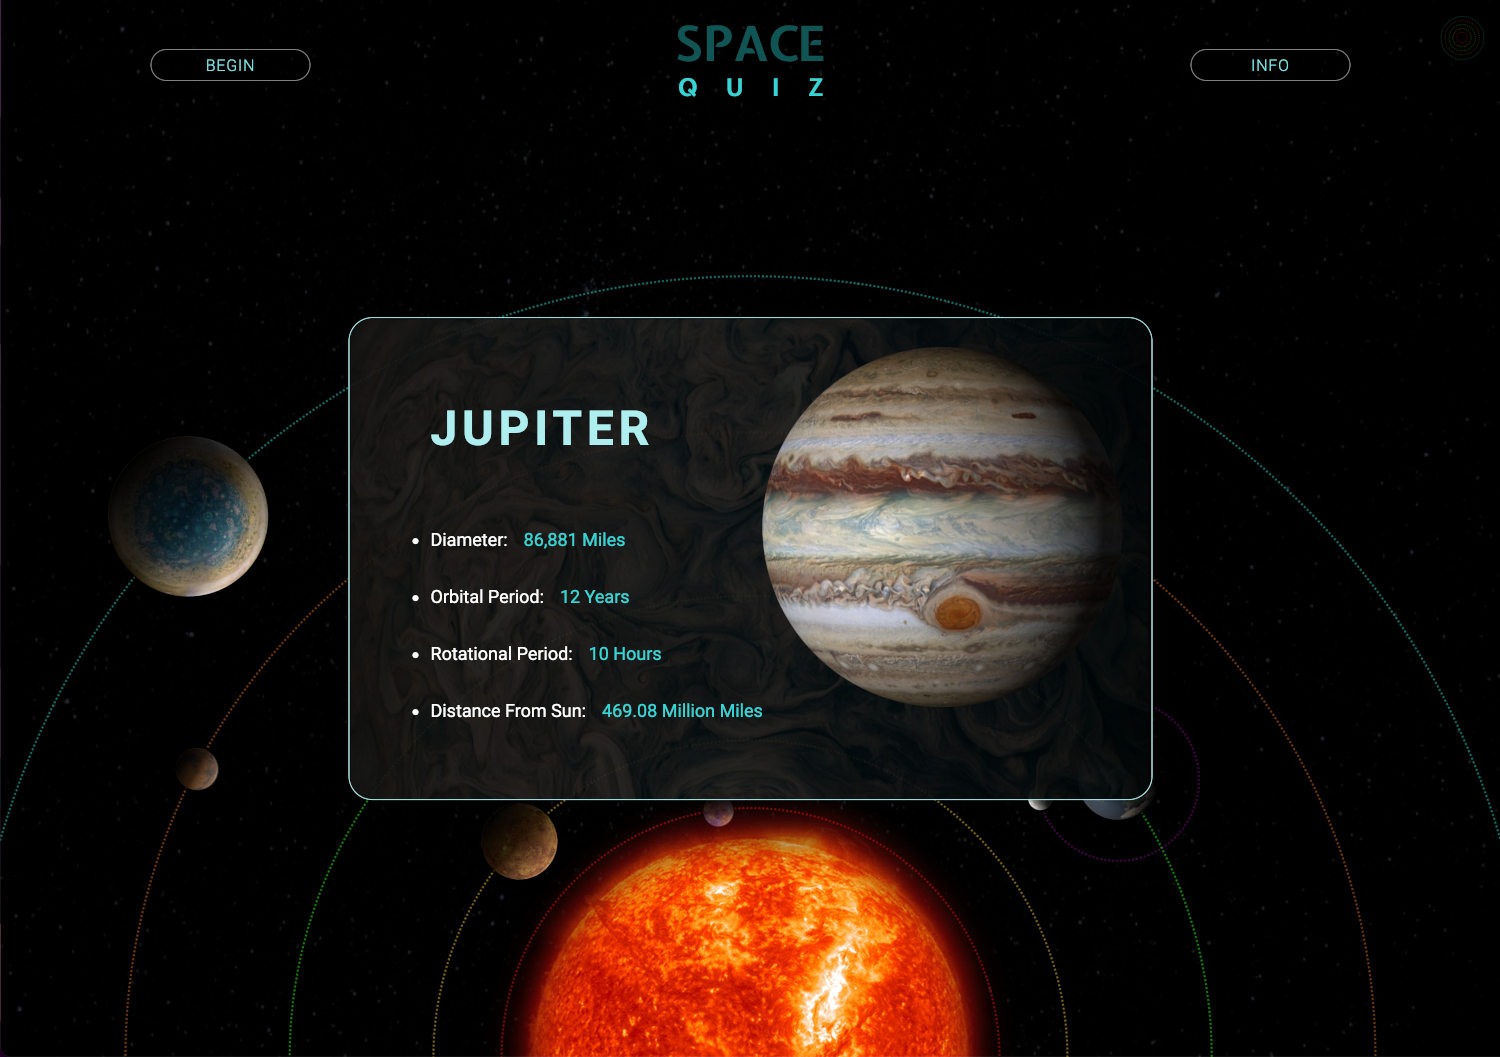 BEGIN
SPACE
QUIZ
INFO
JUPITER
• Diameter: 86,881 Miles
• Orbital Period: 12 Years
• Rotational Period: 10 Hours
• Distance From Sun: 469.08 Million Miles